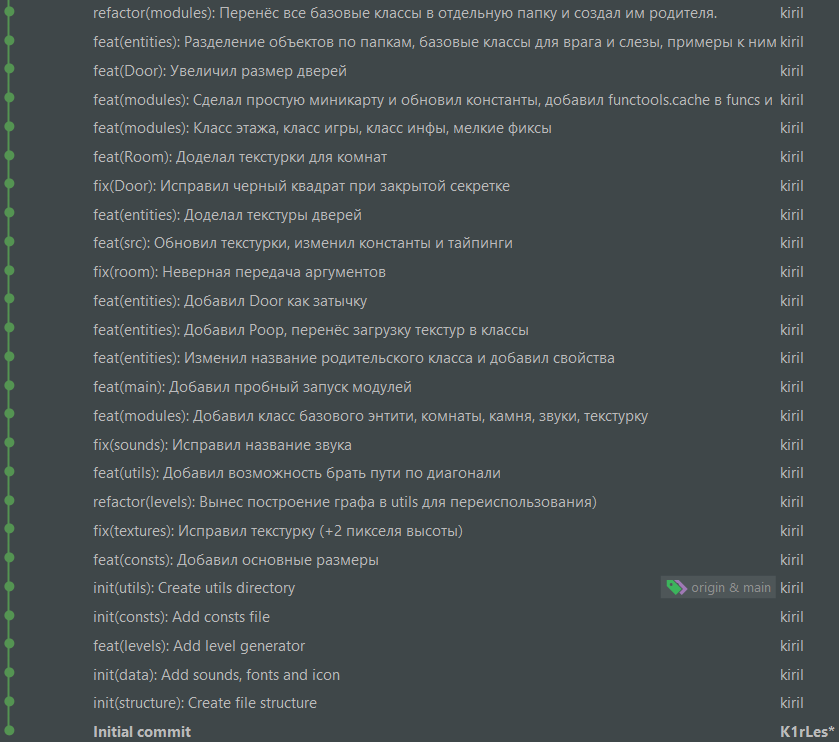 refactor(modules): Перенёс все базовые классы в отдельную папку и создал им родителя. kiril
feat(entities): Разделение объектов по папкам, базовые классы для врага и слезы, примеры к ним kiril
feat(Door): Увеличил размер дверей kiril
feat(modules): Сделал простую миникарту и обновил константы, добавил functools.cache в funcs и kiril
feat(modules): Класс этажа, класс игры, класс инфы, мелкие фиксы kiril
feat(Room): Доделал текстурки для комнат kiril
fix(Door): Исправил черный квадрат при закрытой секретке kiril
feat(entities): Доделал текстуры дверей kiril
feat(src): Обновил текстурки, изменил константы и тайпинги kiril
fix(room): Неверная передача аргументов kiril
feat(entities): Добавил Door как затычку kiril
feat(entities): Добавил Poop, перенёс загрузку текстур в классы kiril
feat(entities): Изменил название родительского класса и добавил свойства kiril
feat(main): Добавил пробный запуск модулей kiril
feat(modules): Добавил класс базового энтити, комнаты, камня, звуки, текстурку kiril
fix(sounds): Исправил название звука kiril
feat(utils): Добавил возможность брать пути по диагонали kiril
refactor(levels): Вынес построение графа в utils для переиспользования) kiril
fix(textures): Исправил текстурку (+2 пикселя высоты) kiril
feat(consts): Добавил основные размеры kiril
init(utils): Create utils directory origin & main kiril
init(consts): Add consts file kiril
feat(levels): Add level generator kiril
init(data): Add sounds, fonts and icon kiril
init(structure): Create file structure kiril
Initial commit K1rLes*